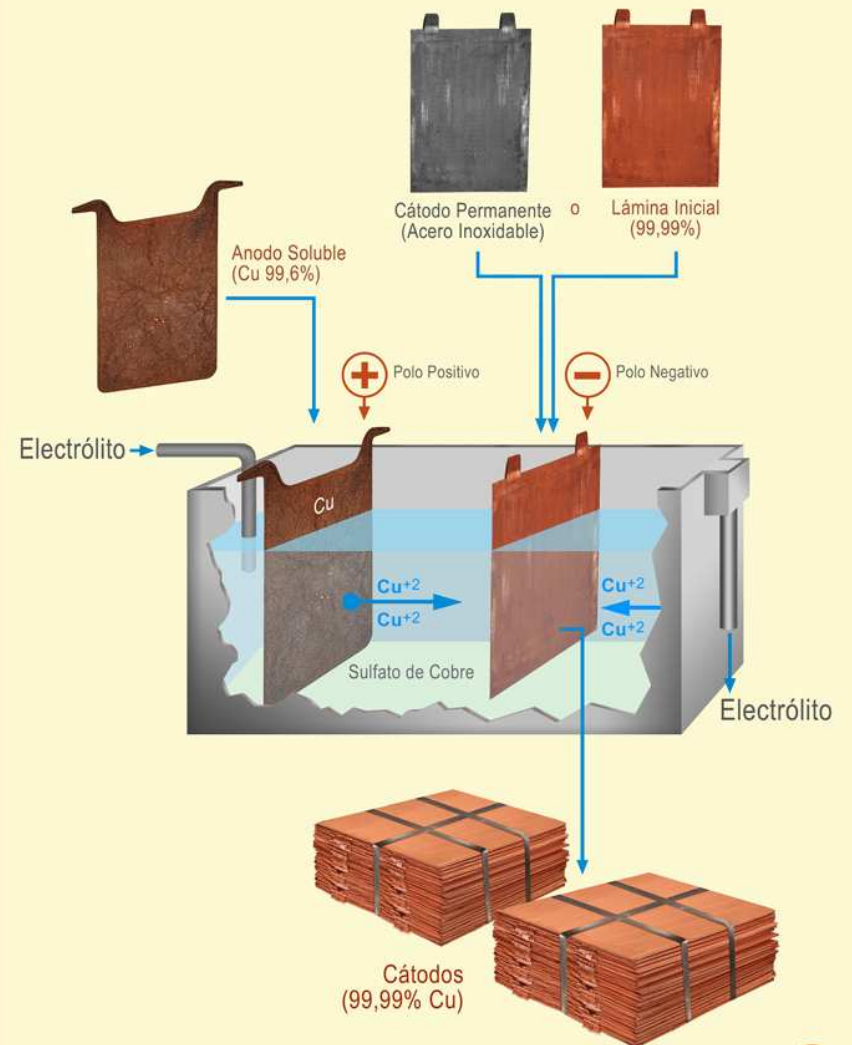 Cátodo Permanente
(Acero Inoxidable)
o
Lámina Inicial
(99,99%)
Anodo Soluble
(Cu 99,6%)
+
Polo Positivo
−
Polo Negativo
Electrólito
Cu
Cu+2
Cu+2
Cu+2
Cu+2
Sulfato de Cobre
Electrólito
Cátodos
(99,99% Cu)